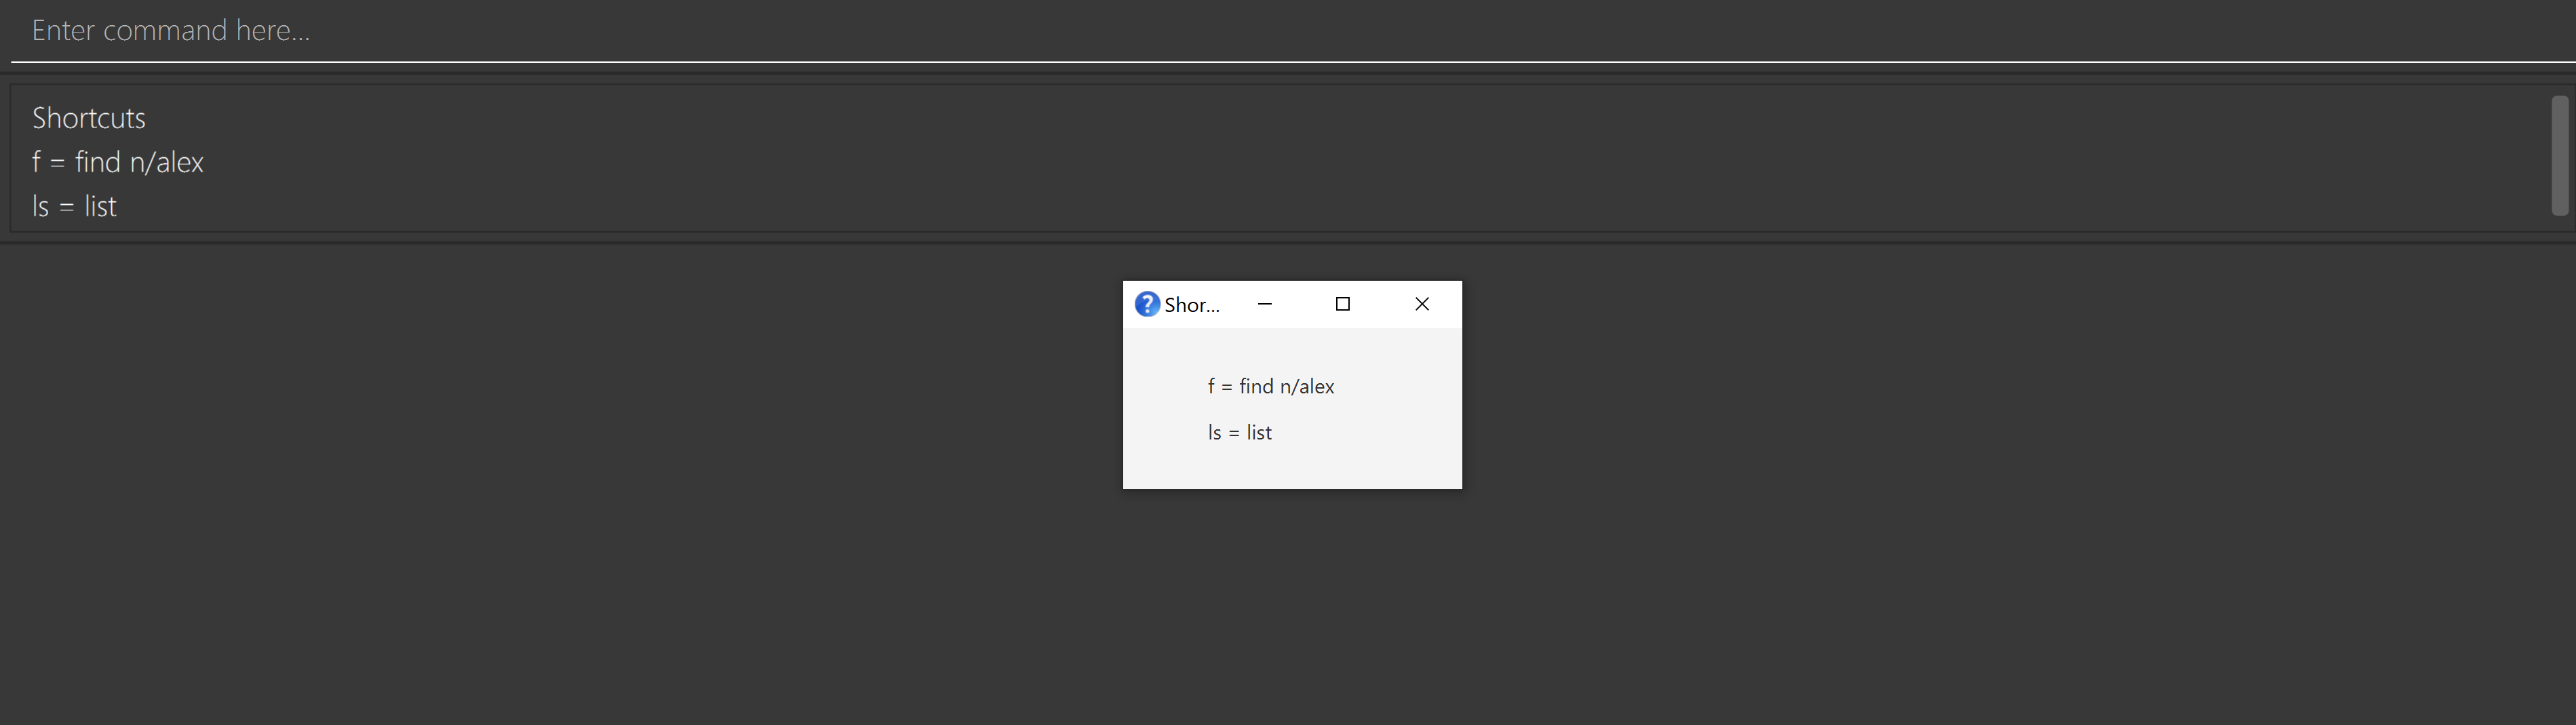 Enter command here...
Shortcuts
f = find n/alex
ls = list
Shor...
f = find n/alex
ls = list